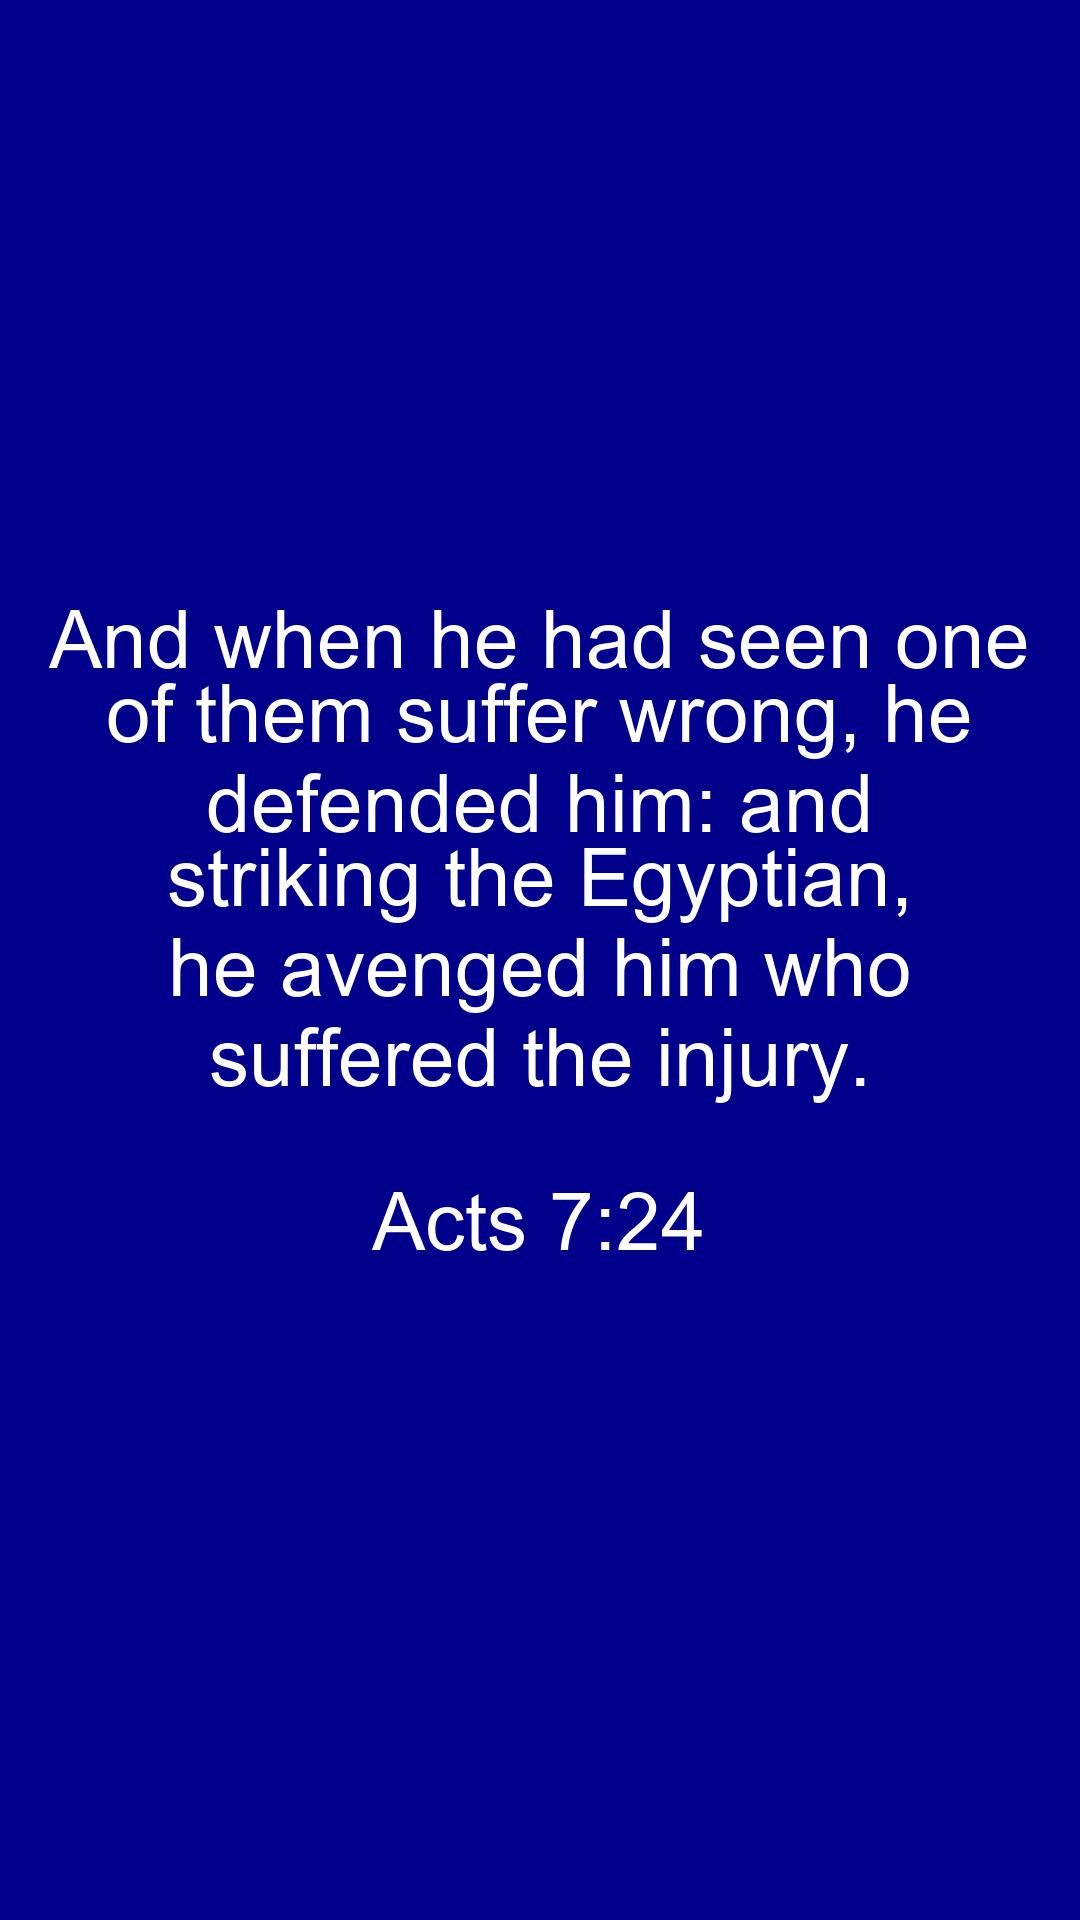 And when he had seen one
of them suffer wrong, he
defended him: and
striking the Egyptian,
he avenged him who
suffered the injury.
Acts 7:24